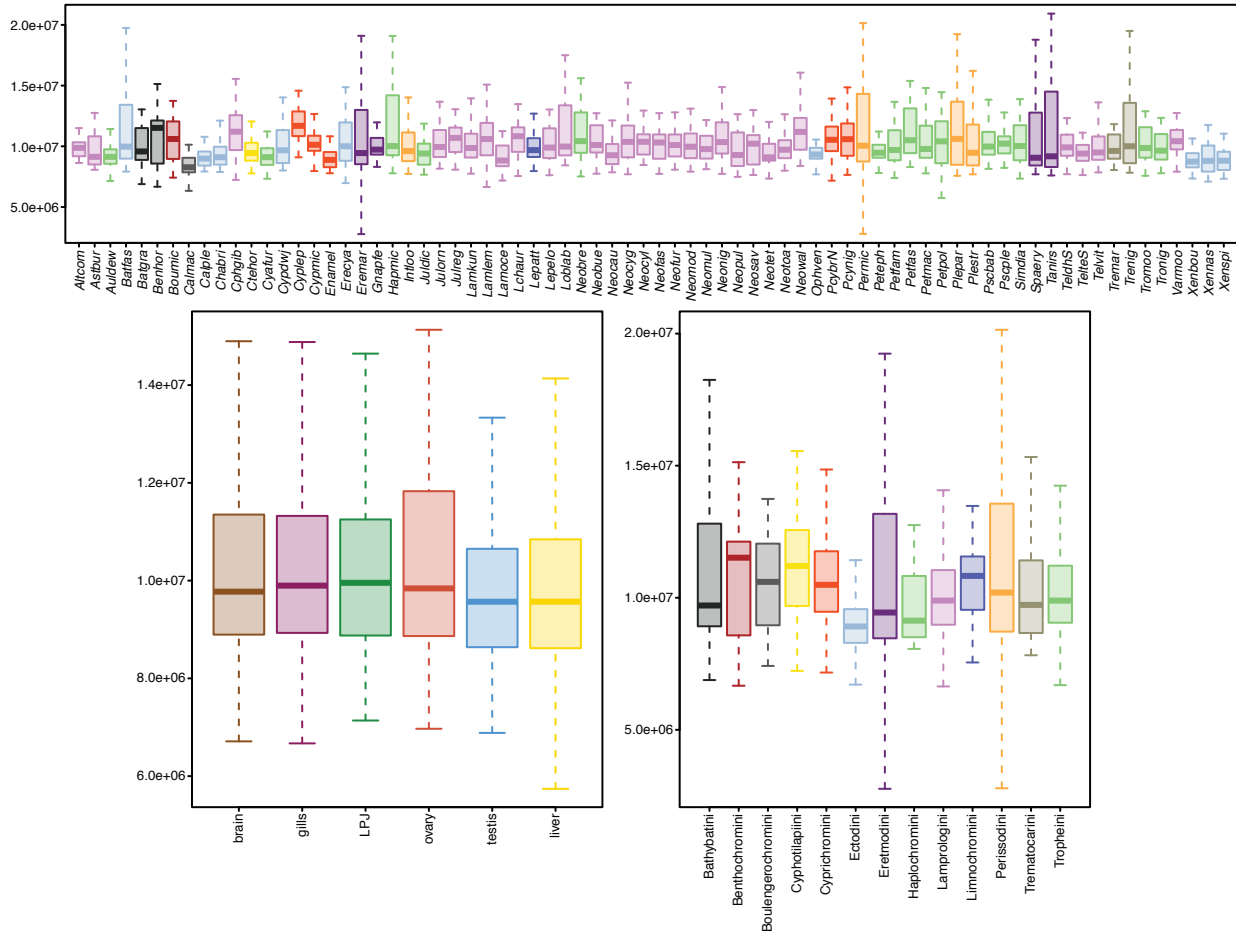 2.0e+07
1.5e+07
1.0e+07
5.0e+06
Altcom
Astbur
Auldew
Batfas
Batgra
Benhor
Boumic
Calmac
Calple
Chabri
Cphgib
Ctehor
Cyafur
Cypdwj
Cyplep
Cypmic
Enamel
Erecya
Eremar
Gnapfe
Hapmic
Intloo
Juldic
Julorn
Julreg
Lamkun
Lamlem
Lamoce
Lchaur
Lepatt
Lepelo
Loblab
Neobre
Neobue
Neocau
Neocyg
Neocyl
Neofas
Neofur
Neomod
Neomul
Neonig
Neopul
Neosav
Neotet
Neotoa
Neowal
Ophven
PcybrN
Pcynig
Permic
Peteph
Petfam
Petfas
Petmac
Petpol
Plepar
Plestr
Pscbab
Pscple
Simdia
Spaery
Tanirs
TelchS
TelteS
Telvit
Tremar
Trenig
Tromoo
Tronig
Varmoo
Xenbou
Xennas
Xenspi
1.4e+07
1.2e+07
1.0e+07
8.0e+06
6.0e+06
brain
gills
LPJ
ovary
testis
liver
2.0e+07
1.5e+07
1.0e+07
5.0e+06
Bathybatini
Benthochromini
Boulengerochromini
Cyphotilapiini
Cyprichromini
Ectodini
Eretmodini
Haplochromini
Lamprologini
Limnochromini
Perissodini
Trematocarini
Tropheini